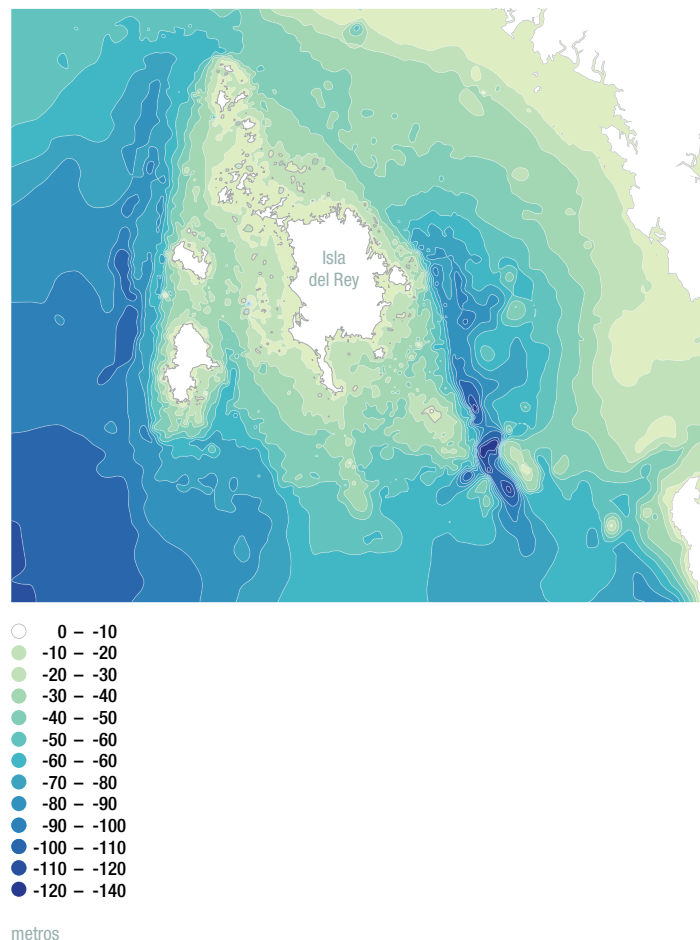 Isla
del Rey
0 – -10
-10 – -20
-20 – -30
-30 – -40
-40 – -50
-50 – -60
-60 – -60
-70 – -80
-80 – -90
-90 – -100
-100 – -110
-110 – -120
-120 – -140
metros